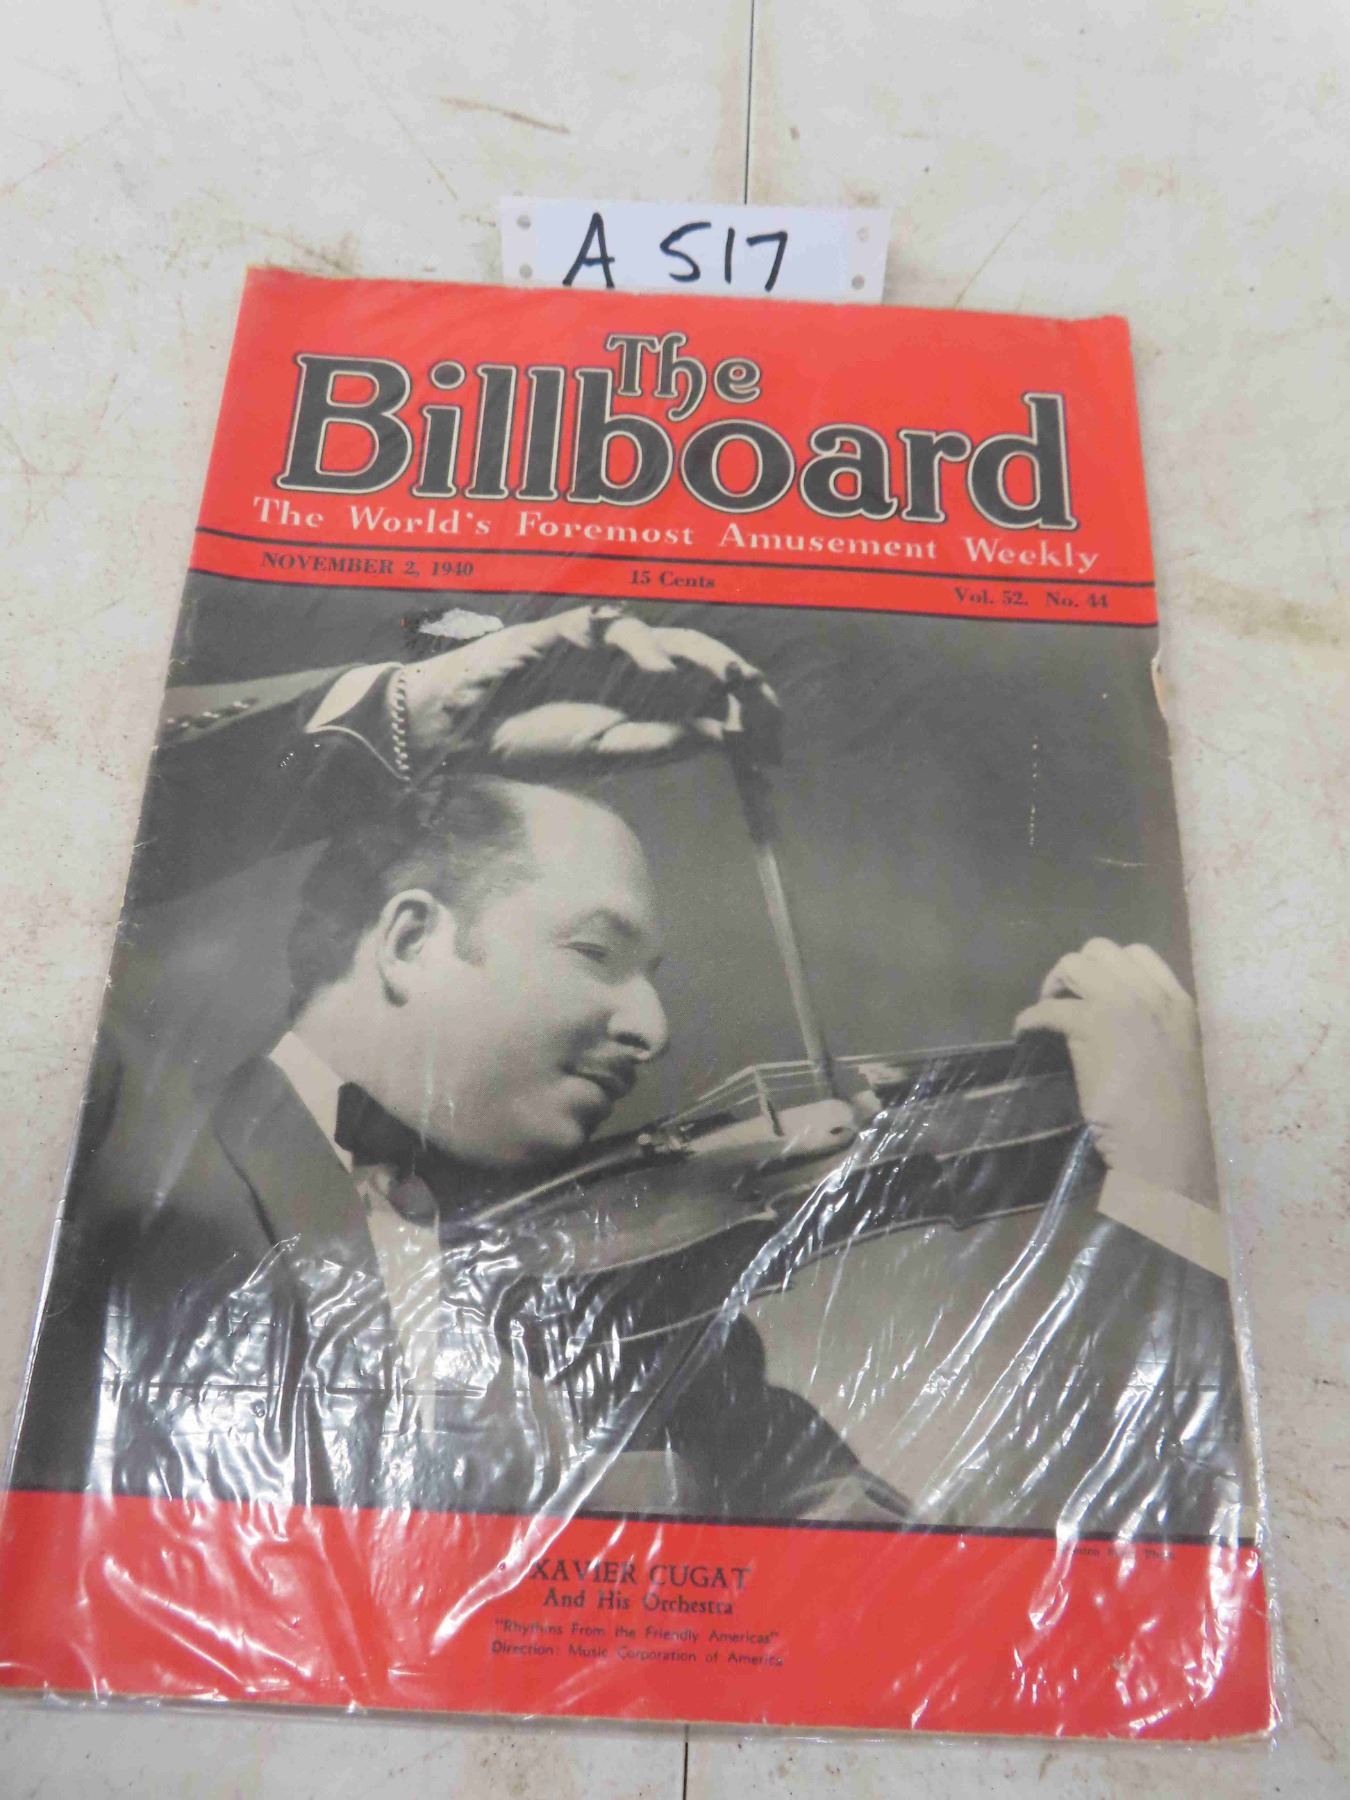 A 517
The
Billboard
The World's Foremost Amusement Weekly
NOVEMBER 2, 1940 15 Cents Vol. 52. No. 44
XAVIER CUGAT
And His Orchestra
"Rhythms From the Friendly Americas"
Direction: Music Corporation of America